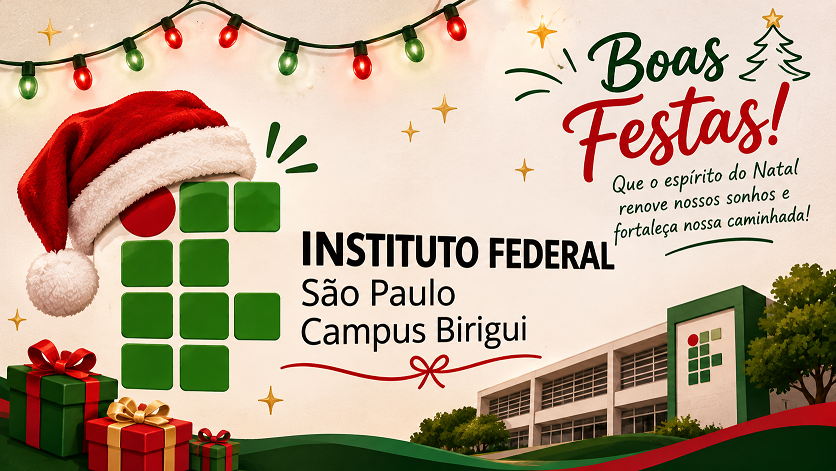 Boas
Festas!
Que o espírito do Natal
renove nossos sonhos e
fortaleça nossa caminhada!
INSTITUTO FEDERAL
São Paulo
Campus Birigui